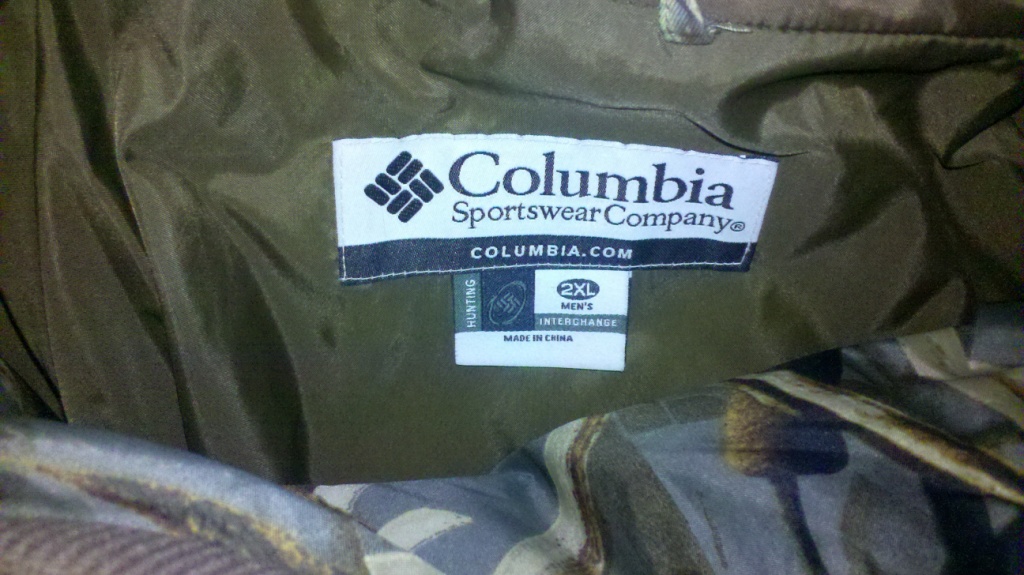 Columbia
Sportswear Company®
COLUMBIA.COM
HUNTING
2XL
MEN'S
INTERCHANGE
MADE IN CHINA